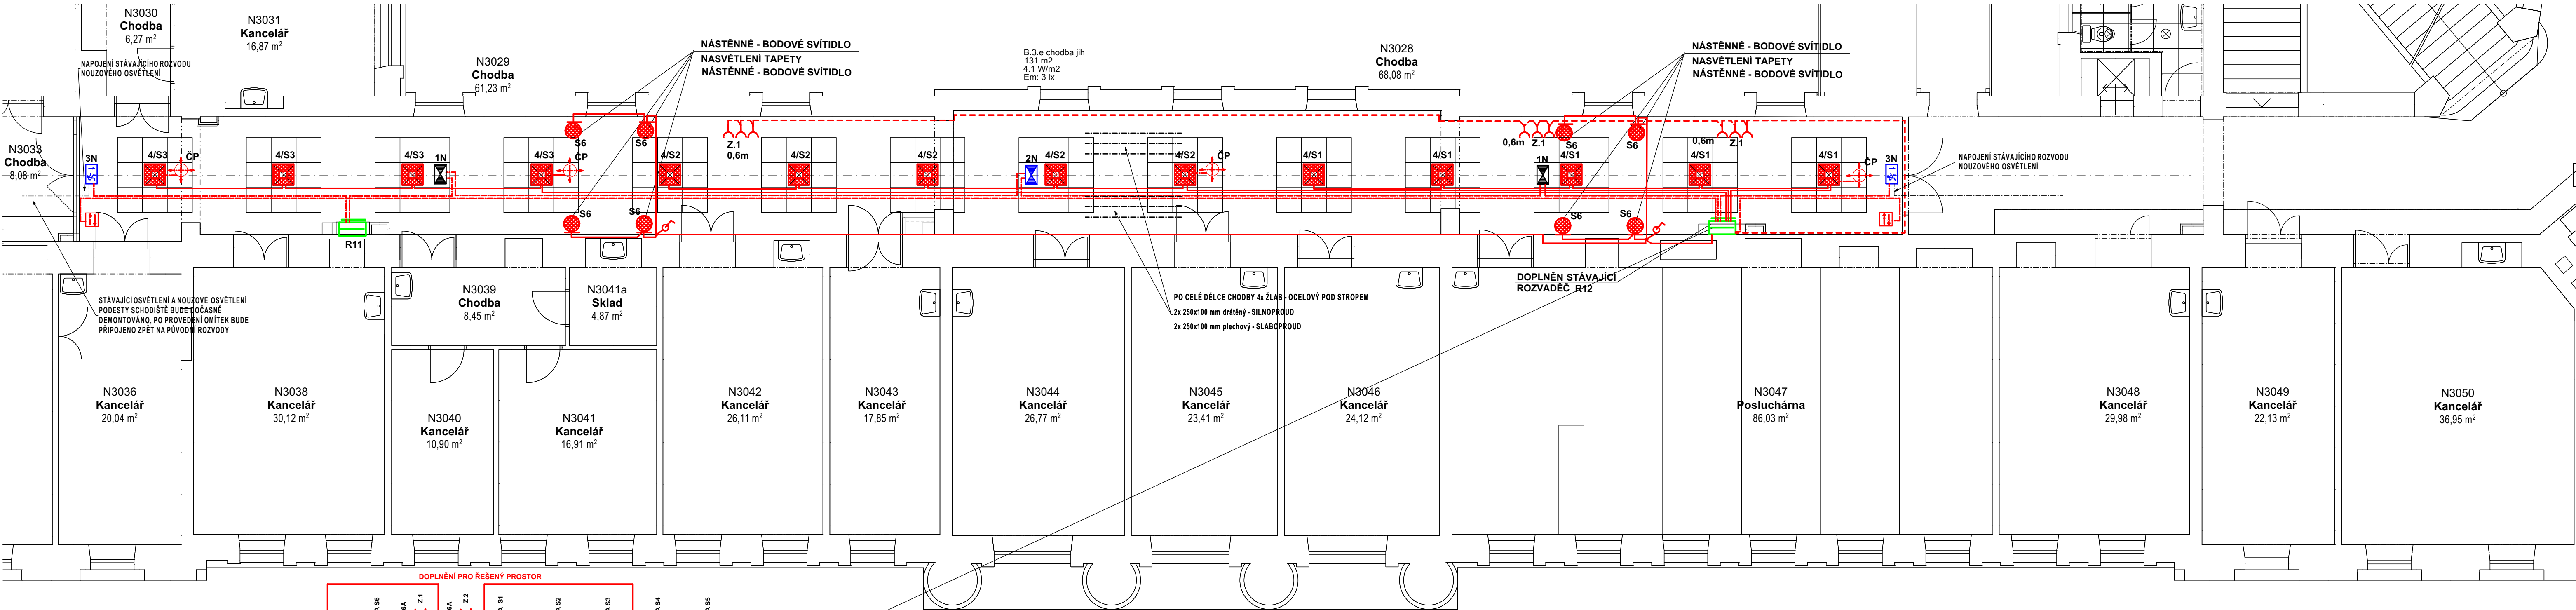 N3030
Chodba
6,27 m²
N3031
Kancelář
16,87 m²
NAPOJENÍ STÁVAJÍCÍHO ROZVODU
NOUZOVÉHO OSVĚTLENÍ
N3029
Chodba
61,23 m²
NÁSTĚNNÉ - BODOVÉ SVÍTIDLO
NASVĚTLENÍ TAPETY
NÁSTĚNNÉ - BODOVÉ SVÍTIDLO
B.3.e chodba jih
131 m2
4.1 W/m2
Em: 3 lx
N3028
Chodba
68,08 m²
NÁSTĚNNÉ - BODOVÉ SVÍTIDLO
NASVĚTLENÍ TAPETY
NÁSTĚNNÉ - BODOVÉ SVÍTIDLO
N3033
Chodba
8,08 m²
3N
4/S3
ČP
4/S3
4/S3
1N
4/S3
ČP
S6
S6
4/S2
Z.1
0,6m
4/S2
4/S2
2N
4/S2
4/S2
ČP
4/S1
4/S1
0,6m
Z.1
1N
4/S1
S6
S6
0,6m
Z.1
4/S1
4/S1
ČP
3N
NAPOJENÍ STÁVAJÍCÍHO ROZVODU
NOUZOVÉHO OSVĚTLENÍ
S6
S6
S6
S6
R11
STÁVAJÍCÍ OSVĚTLENÍ A NOUZOVÉ OSVĚTLENÍ
PODESTY SCHODIŠTĚ BUDE DOČASNĚ
DEMONTOVÁNO, PO PROVEDENÍ OMÍTEK BUDE
PŘIPOJENO ZPĚT NA PŮVODNÍ ROZVODY
N3039
Chodba
8,45 m²
N3041a
Sklad
4,87 m²
PO CELÉ DÉLCE CHODBY 4x ŽLAB - OCELOVÝ POD STROPEM
2x 250x100 mm drátěný - SILNOPROUD
2x 250x100 mm plechový - SLABOPROUD
DOPLNĚN STÁVAJÍCÍ
ROZVADĚČ R12
N3036
Kancelář
20,04 m²
N3038
Kancelář
30,12 m²
N3040
Kancelář
10,90 m²
N3041
Kancelář
16,91 m²
N3042
Kancelář
26,11 m²
N3043
Kancelář
17,85 m²
N3044
Kancelář
26,77 m²
N3045
Kancelář
23,41 m²
N3046
Kancelář
24,12 m²
N3047
Posluchárna
86,03 m²
N3048
Kancelář
29,98 m²
N3049
Kancelář
22,13 m²
N3050
Kancelář
36,95 m²
DOPLNĚNÍ PRO ŘEŠENÝ PROSTOR
A S6
Z.1
Z.2
A S1
A S2
A S3
A S4
A S5